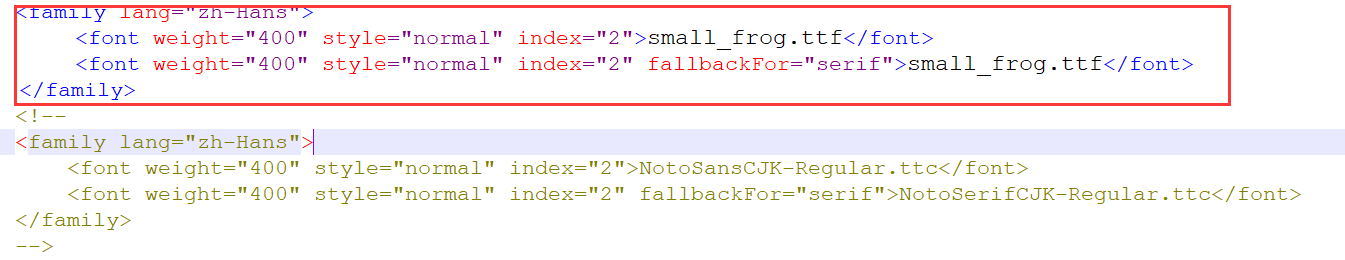 <family lang="zh-Hans">
<font weight="400" style="normal" index="2">small_frog.ttf</font>
<font weight="400" style="normal" index="2" fallbackFor="serif">small_frog.ttf</font>
</family>
<!--
<family lang="zh-Hans">
<font weight="400" style="normal" index="2">NotoSansCJK-Regular.ttc</font>
<font weight="400" style="normal" index="2" fallbackFor="serif">NotoSerifCJK-Regular.ttc</font>
</family>
-->